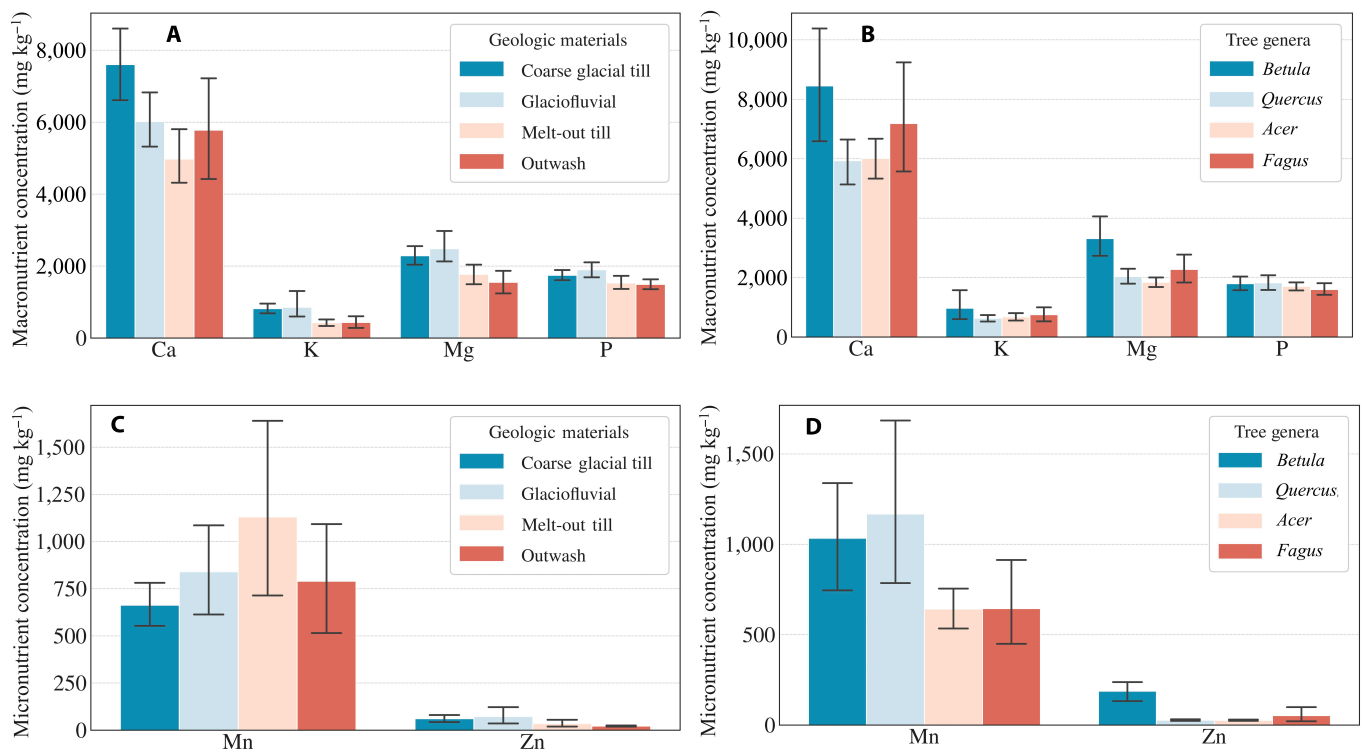 A
Macronutrient concentration (mg kg⁻¹)
8,000
6,000
4,000
2,000
0
Ca K Mg P
Geologic materials
Coarse glacial till
Glaciofluvial
Melt-out till
Outwash
B
Macronutrient concentration (mg kg⁻¹)
10,000
8,000
6,000
4,000
2,000
0
Ca K Mg P
Tree genera
Betula
Quercus
Acer
Fagus
C
Micronutrient concentration (mg kg⁻¹)
1,500
1,250
1,000
750
500
250
0
Mn Zn
Geologic materials
Coarse glacial till
Glaciofluvial
Melt-out till
Outwash
D
Micronutrient concentration (mg kg⁻¹)
1,500
1,000
500
0
Mn Zn
Tree genera
Betula
Quercus
Acer
Fagus